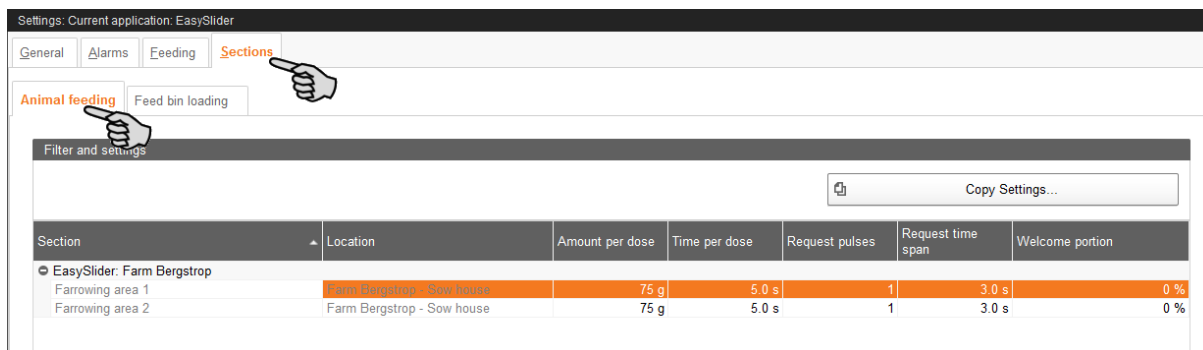 Settings: Current application: EasySlider
General Alarms Feeding Sections
Animal feeding Feed bin loading
Filter and settings
Copy Settings...
Section Location Amount per dose Time per dose Request pulses Request time span Welcome portion
EasySlider: Farm Bergstrop
Farrowing area 1 Farm Bergstrop - Sow house 75 g 5.0 s 1 3.0 s 0 %
Farrowing area 2 Farm Bergstrop - Sow house 75 g 5.0 s 1 3.0 s 0 %